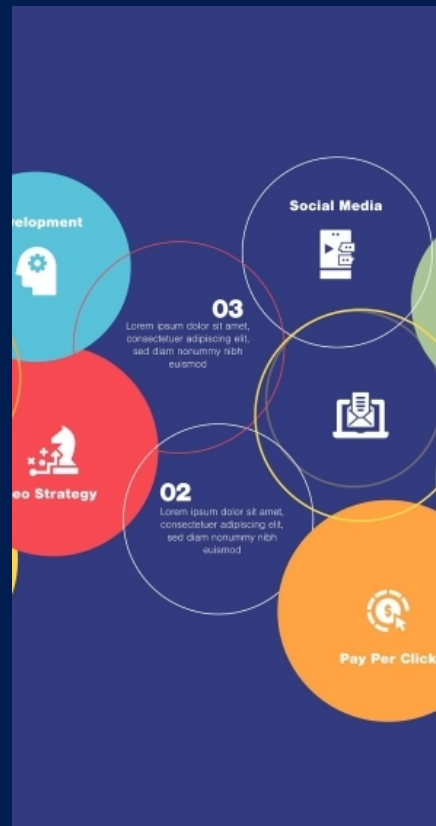 velopment
Social Media
03
Lorem ipsum dolor sit amet,
consectetuer adipiscing elit,
sed diam nonummy nibh
euismod
eo Strategy
02
Lorem ipsum dolor sit amet,
consectetuer adipiscing elit,
sed diam nonummy nibh
euismod
$
Pay Per Click